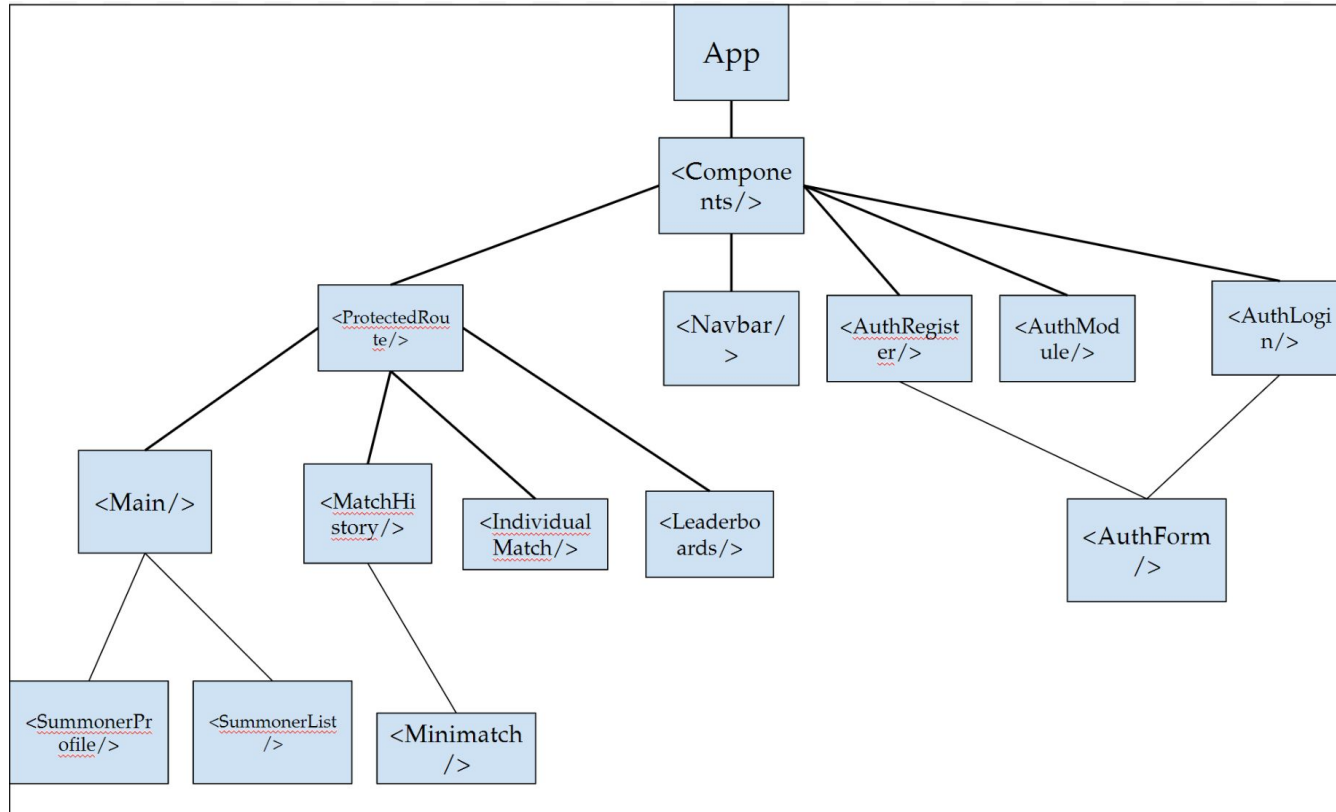 App
<Compone
nts/>
<ProtectedRou
te/>
<Navbar/
>
<AuthRegist
er/>
<AuthMod
ule/>
<AuthLogi
n/>
<Main/>
<MatchHi
story/>
<Individual
Match/>
<Leaderbo
ards/>
<AuthForm
/>
<SummonerPr
ofile/>
<SummonerList
/>
<Minimatch
/>